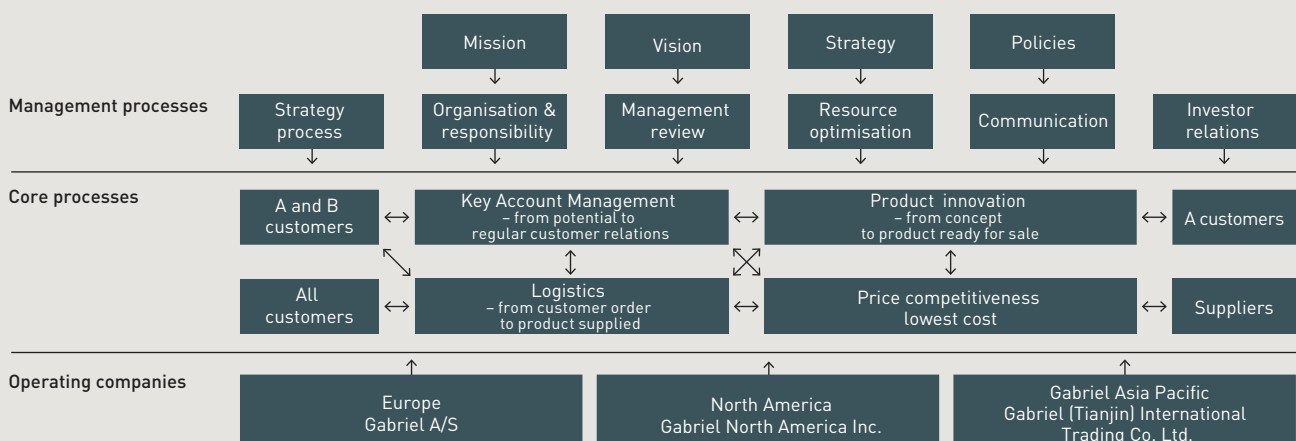 Mission
Vision
Strategy
Policies
Management processes
Strategy
process
Organisation &
responsibility
Management
review
Resource
optimisation
Communication
Investor
relations
Core processes
A and B
customers
Key Account Management
– from potential to
regular customer relations
Product innovation
– from concept
to product ready for sale
A customers
All
customers
Logistics
– from customer order
to product supplied
Price competitiveness
lowest cost
Suppliers
Operating companies
Europe
Gabriel A/S
North America
Gabriel North America Inc.
Gabriel Asia Pacific
Gabriel (Tianjin) International
Trading Co. Ltd.